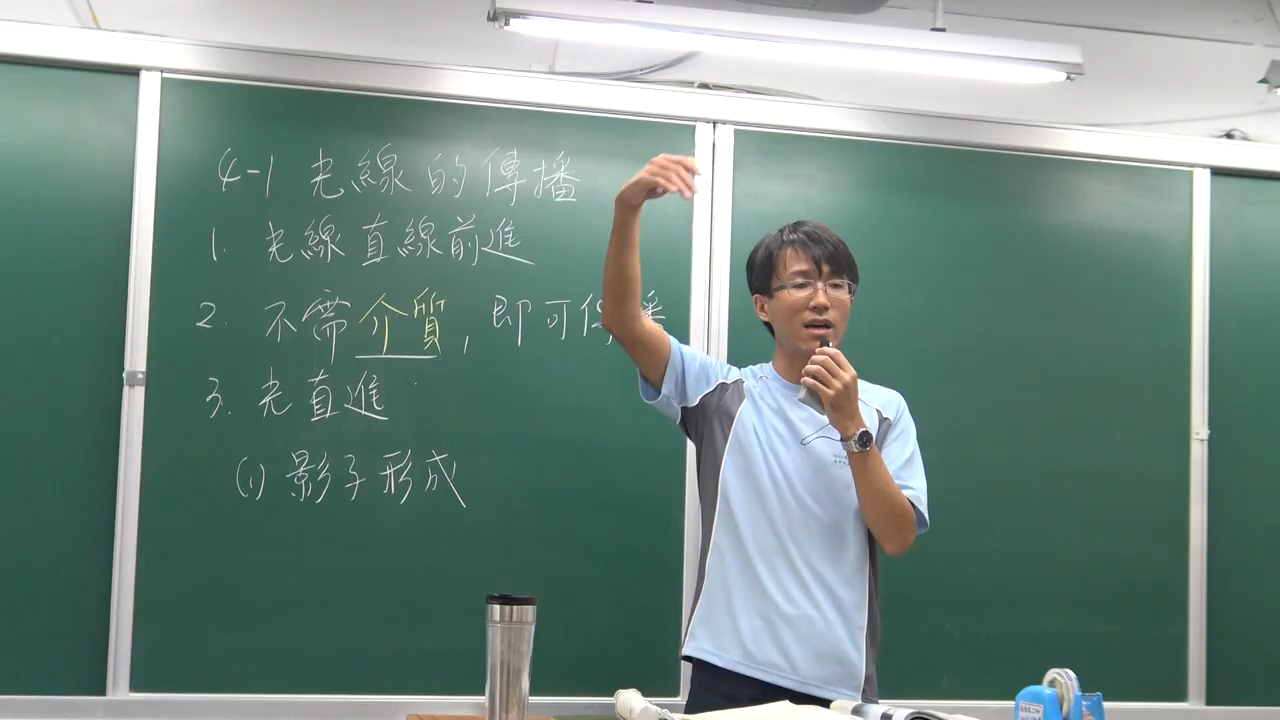 4-1 光線的傳播
1. 光線直線前進
2. 不需介質，即可傳播
3. 光直進
(1) 影子形成